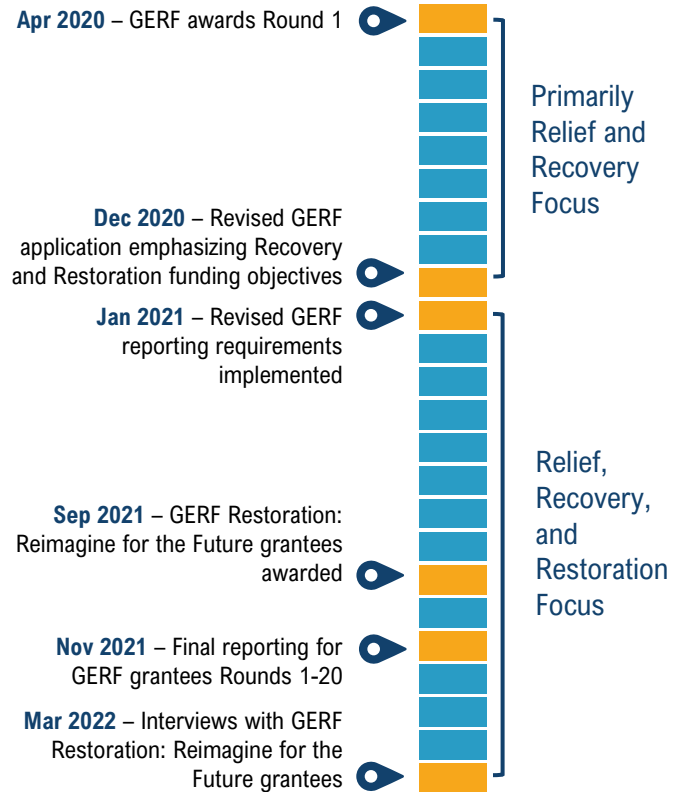 Apr 2020 – GERF awards Round 1
Primarily
Relief and
Recovery
Focus
Dec 2020 – Revised GERF
application emphasizing Recovery
and Restoration funding objectives
Jan 2021 – Revised GERF
reporting requirements
implemented
Relief,
Recovery,
and
Restoration
Focus
Sep 2021 – GERF Restoration:
Reimagine for the Future grantees
awarded
Nov 2021 – Final reporting for
GERF grantees Rounds 1-20
Mar 2022 – Interviews with GERF
Restoration: Reimagine for the
Future grantees